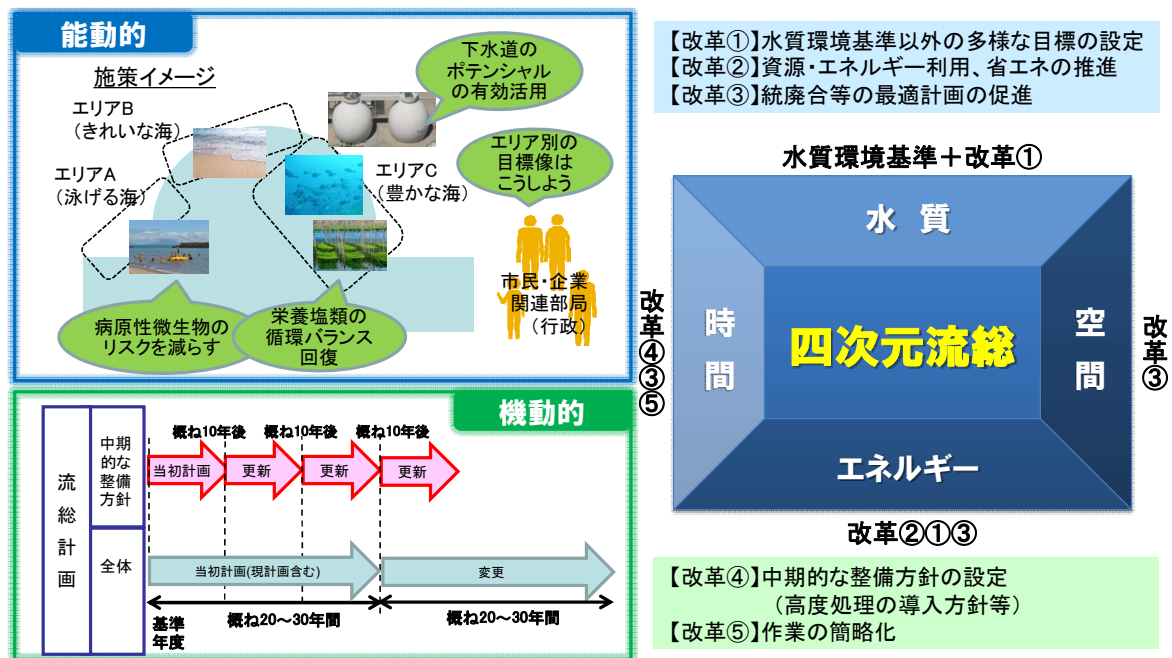 能動的
施策イメージ
エリアB
（きれいな海）
エリアA
（泳げる海）
エリアC
（豊かな海）
下水道の
ポテンシャル
の有効活用
エリア別の
目標像は
こうしよう
市民・企業
関連部局
（行政）
病原性微生物の
リスクを減らす
栄養塩類の
循環バランス
回復
機動的
流総計画
中期
的な
整備
方針
概ね10年後
概ね10年後
概ね10年後
当初計画
更新
更新
更新
全体
当初計画(現計画含む)
変更
基準
年度
概ね20～30年間
概ね20～30年間
【改革①】水質環境基準以外の多様な目標の設定
【改革②】資源・エネルギー利用、省エネの推進
【改革③】統廃合等の最適計画の促進
水質環境基準＋改革①
水 質
改革④③⑤
時間
四次元流総
空間
改革③
エネルギー
改革②①③
【改革④】中期的な整備方針の設定
（高度処理の導入方針等）
【改革⑤】作業の簡略化